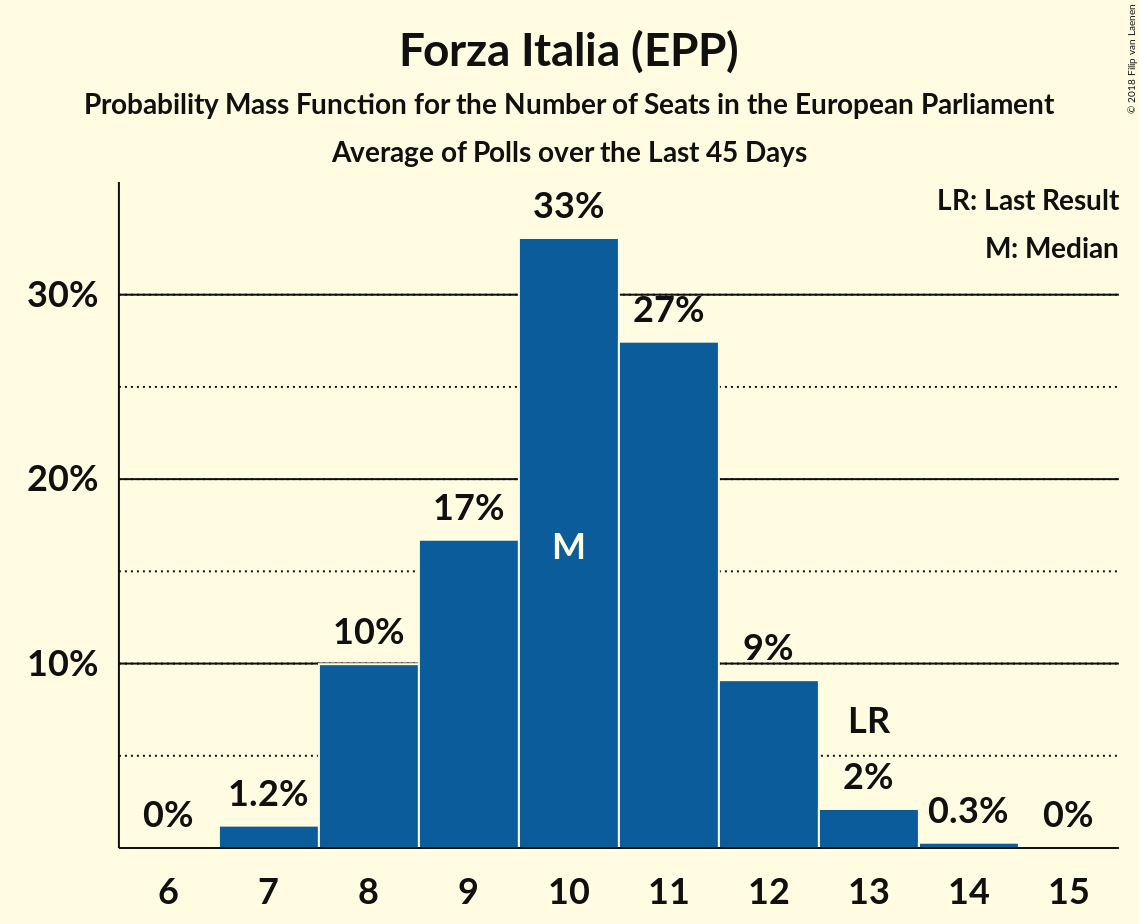 Forza Italia (EPP)
Probability Mass Function for the Number of Seats in the European Parliament
Average of Polls over the Last 45 Days
© 2018 Filip van Laenen
LR: Last Result
M: Median
33%
30%
27%
20%
17%
M
10%
10%
9%
LR
2%
1.2%
0.3%
0%
0%
6 7 8 9 10 11 12 13 14 15